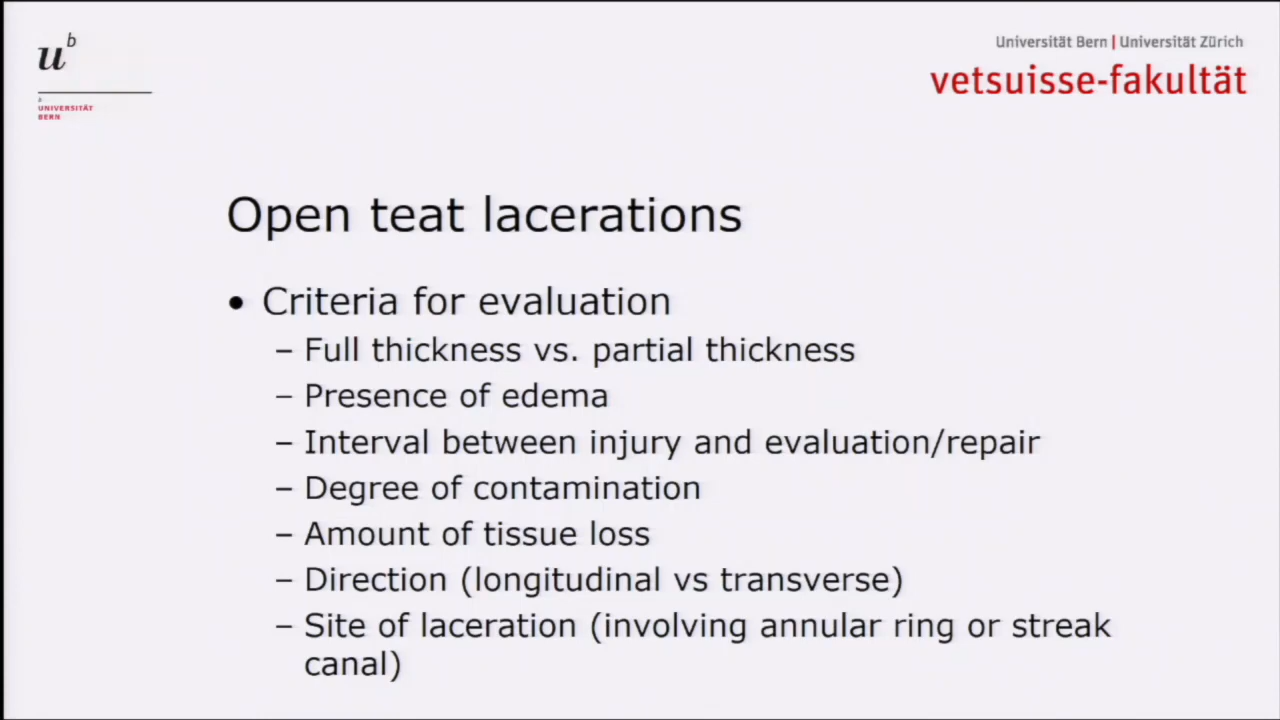 u^b
b
UNIVERSITÄT
BERN
Universität Bern | Universität Zürich
vetsuisse-fakultät
Open teat lacerations
• Criteria for evaluation
– Full thickness vs. partial thickness
– Presence of edema
– Interval between injury and evaluation/repair
– Degree of contamination
– Amount of tissue loss
– Direction (longitudinal vs transverse)
– Site of laceration (involving annular ring or streak
canal)